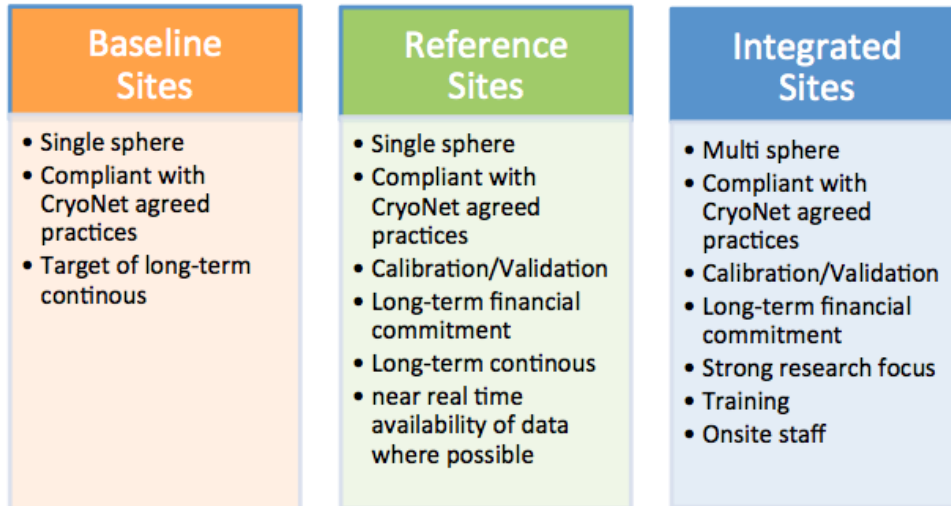 Baseline
Sites
• Single sphere
• Compliant with
CryoNet agreed
practices
• Target of long-term
continous
Reference
Sites
• Single sphere
• Compliant with
CryoNet agreed
practices
• Calibration/Validation
• Long-term financial
commitment
• Long-term continous
• near real time
availability of data
where possible
Integrated
Sites
• Multi sphere
• Compliant with
CryoNet agreed
practices
• Calibration/Validation
• Long-term financial
commitment
• Strong research focus
• Training
• Onsite staff